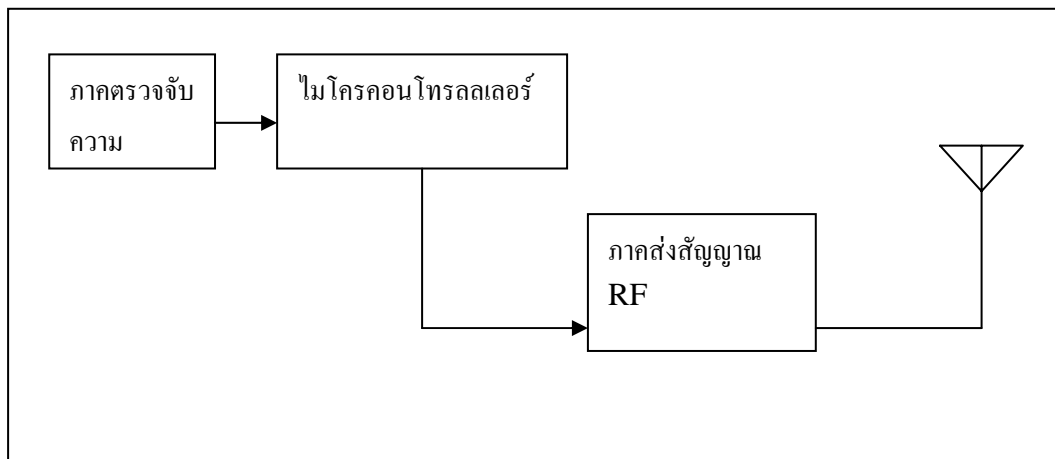 ภาคตรวจจับ
ความ
ไมโครคอนโทรลลเลอร์
ภาคส่งสัญญาณ
RF